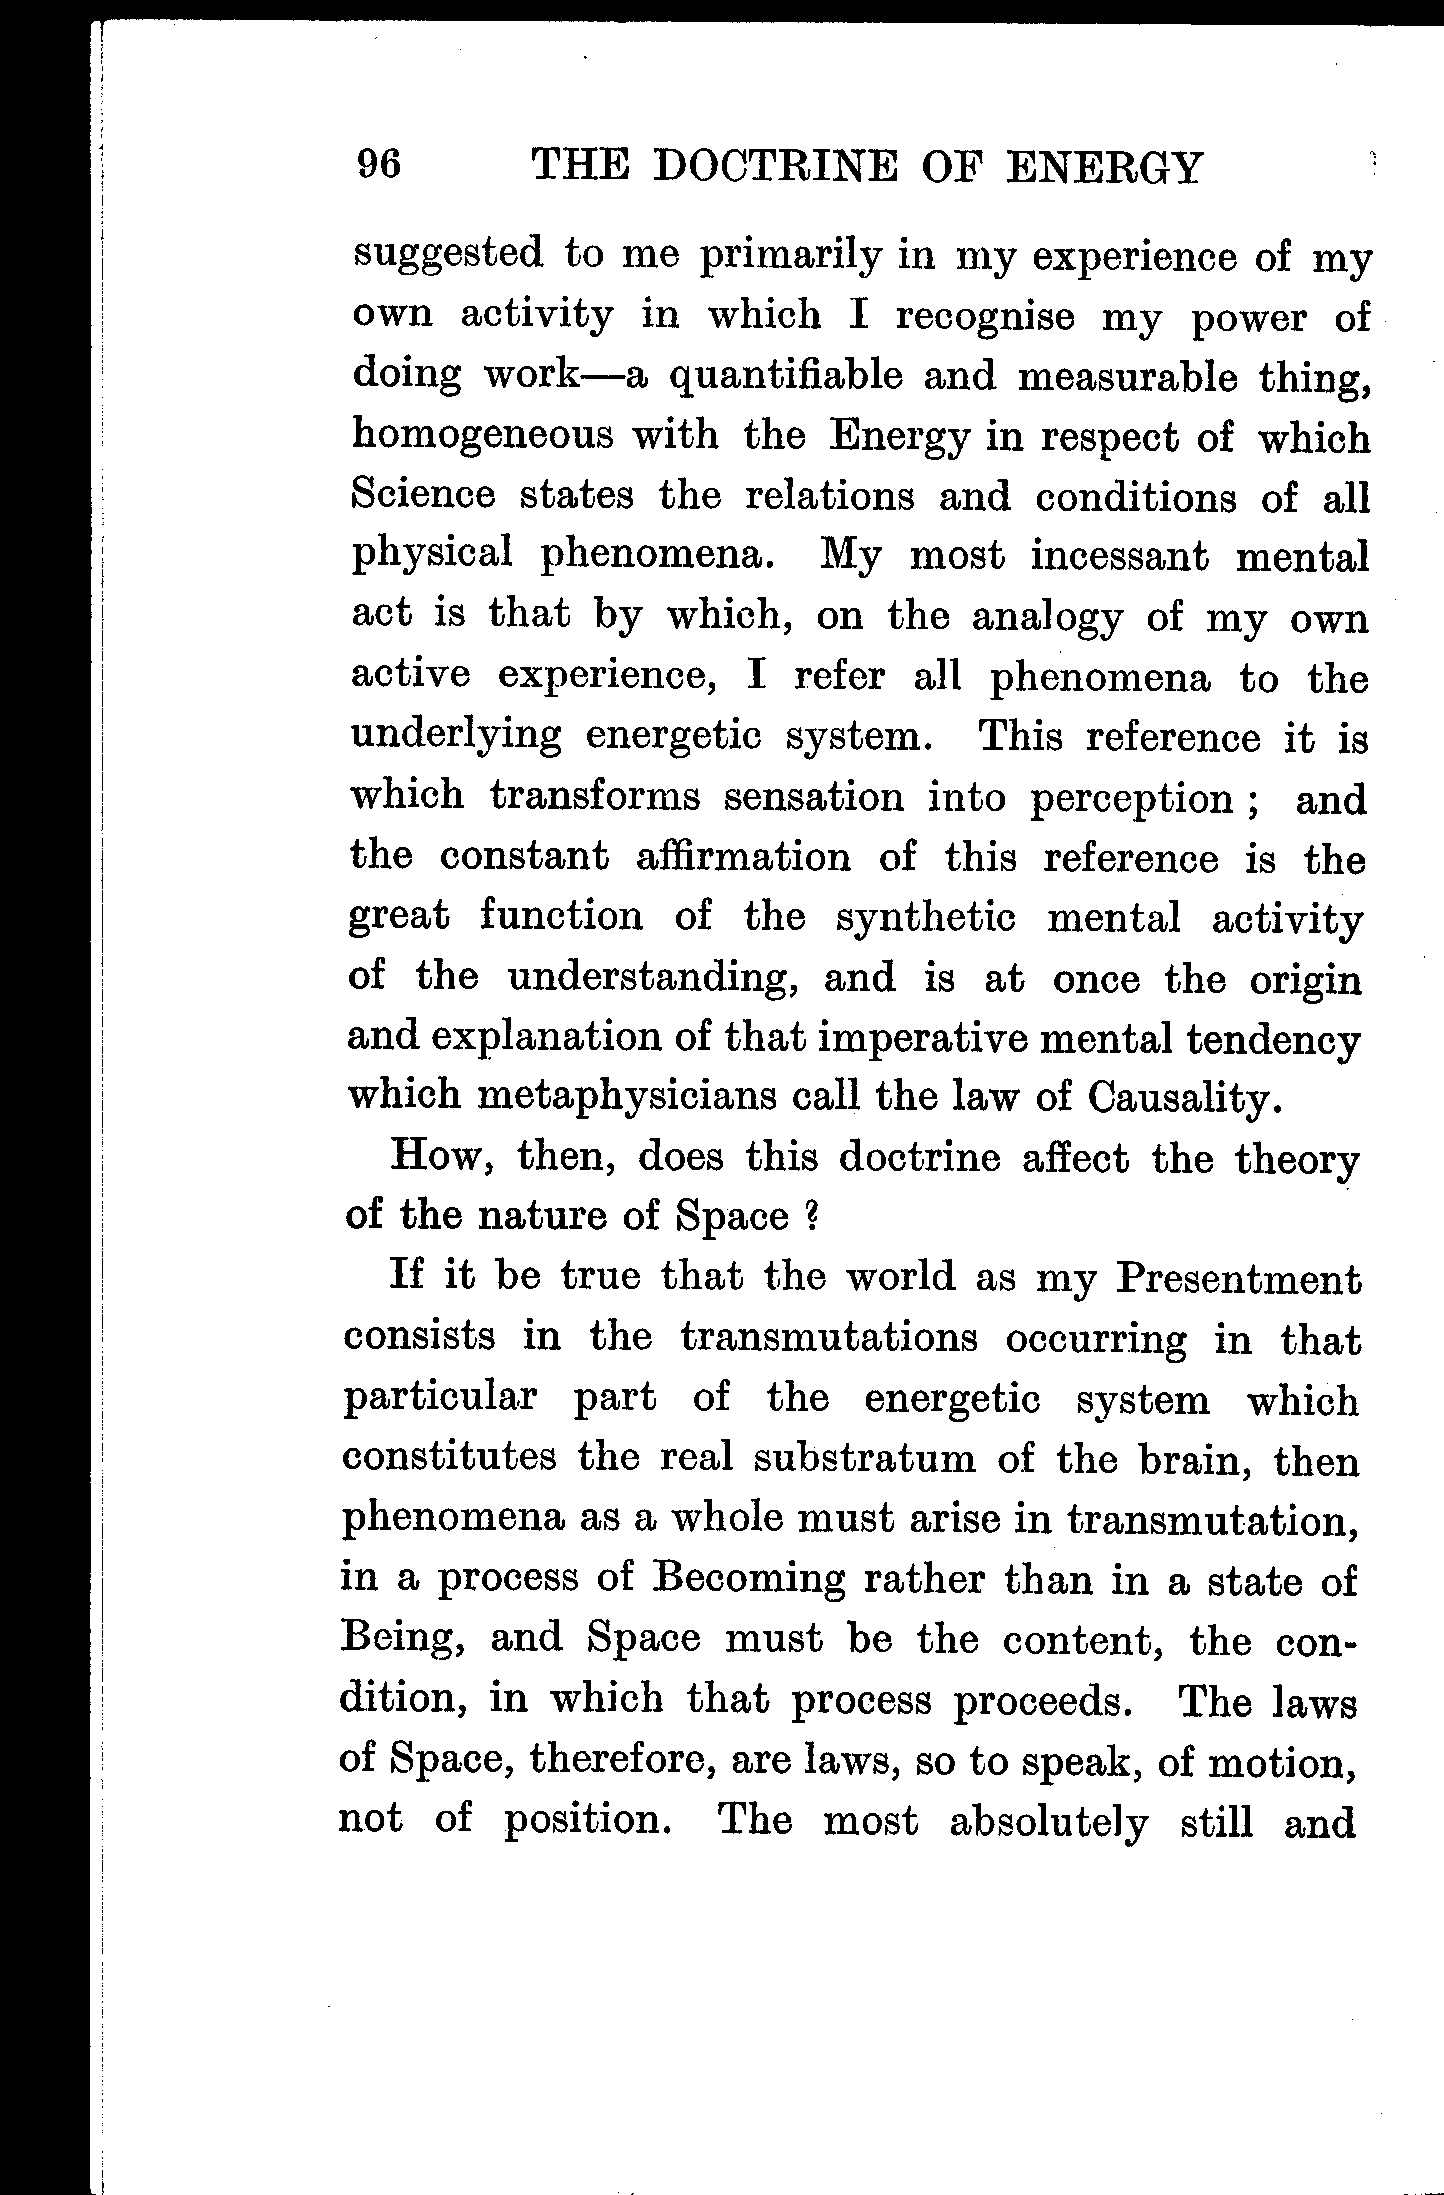 96 THE DOCTRINE OF ENERGY
suggested to me primarily in my experience of my
own activity in which I recognise my power of
doing work—a quantifiable and measurable thing,
homogeneous with the Energy in respect of which
Science states the relations and conditions of all
physical phenomena. My most incessant mental
act is that by which, on the analogy of my own
active experience, I refer all phenomena to the
underlying energetic system. This reference it is
which transforms sensation into perception ; and
the constant affirmation of this reference is the
great function of the synthetic mental activity
of the understanding, and is at once the origin
and explanation of that imperative mental tendency
which metaphysicians call the law of Causality.
How, then, does this doctrine affect the theory
of the nature of Space ?
If it be true that the world as my Presentment
consists in the transmutations occurring in that
particular part of the energetic system which
constitutes the real substratum of the brain, then
phenomena as a whole must arise in transmutation,
in a process of Becoming rather than in a state of
Being, and Space must be the content, the con-
dition, in which that process proceeds. The laws
of Space, therefore, are laws, so to speak, of motion,
not of position. The most absolutely still and